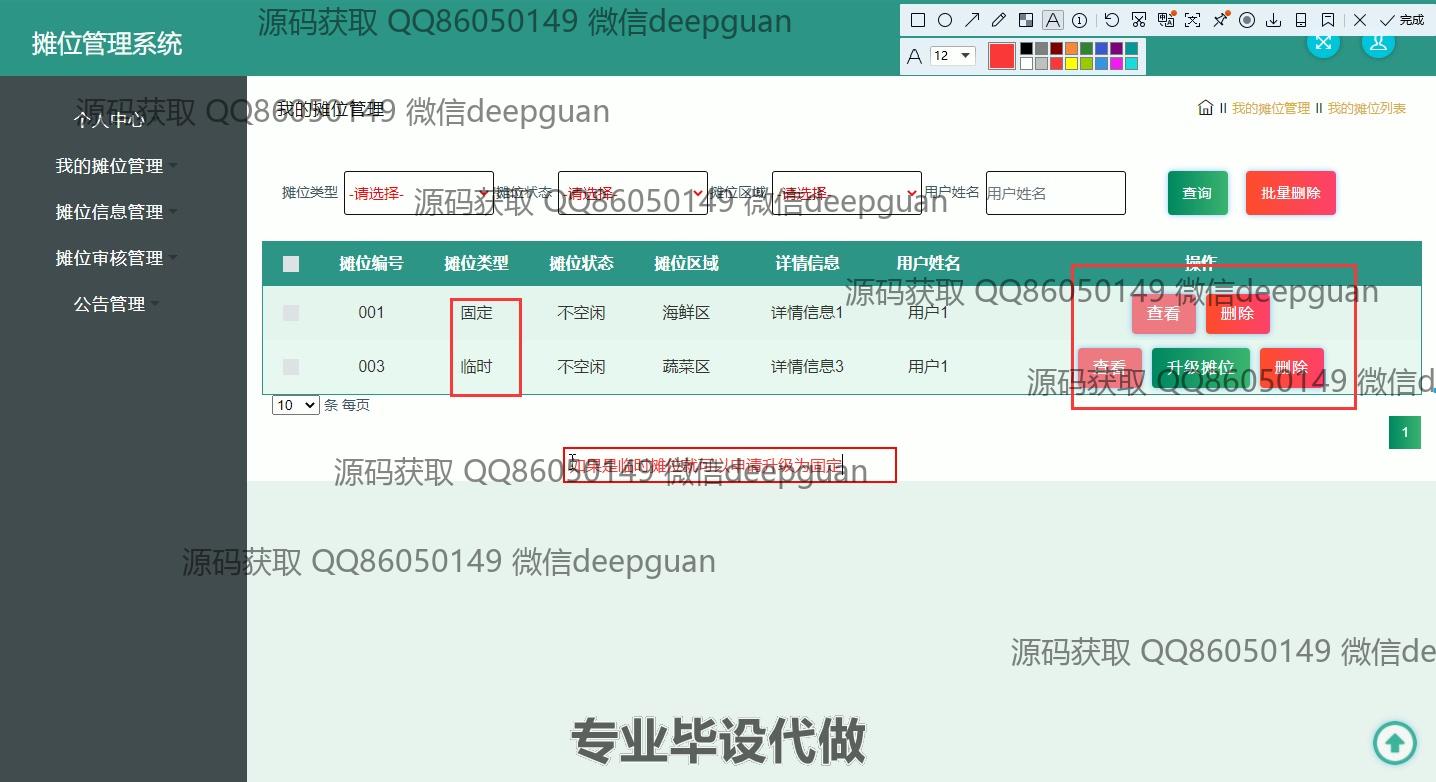 源码获取 QQ86050149 微信deepguan
完成
摊位管理系统
A 12
源码获取 QQ86050149 微信deepguan
我的摊位管理
我的摊位管理 我的摊位列表
个人中心
我的摊位管理
摊位信息管理
摊位审核管理
公告管理
摊位类型 -请选择- 摊位状态 -请选择- 摊位区域 -请选择- 用户姓名 用户姓名 查询 批量删除
源码获取 QQ86050149 微信deepguan
摊位编号 摊位类型 摊位状态 摊位区域 详情信息 用户姓名 操作
源码获取 QQ86050149 微信deepguan
001 固定 不空闲 海鲜区 详情信息1 用户1 查看 删除
003 临时 不空闲 蔬菜区 详情信息3 用户1 查看 升级摊位 删除
源码获取 QQ86050149 微信d
10 条 每页
1
如果是临时摊位就可以申请升级为固定
源码获取 QQ86050149 微信deepguan
源码获取 QQ86050149 微信deepguan
源码获取 QQ86050149 微信de
专业毕设代做